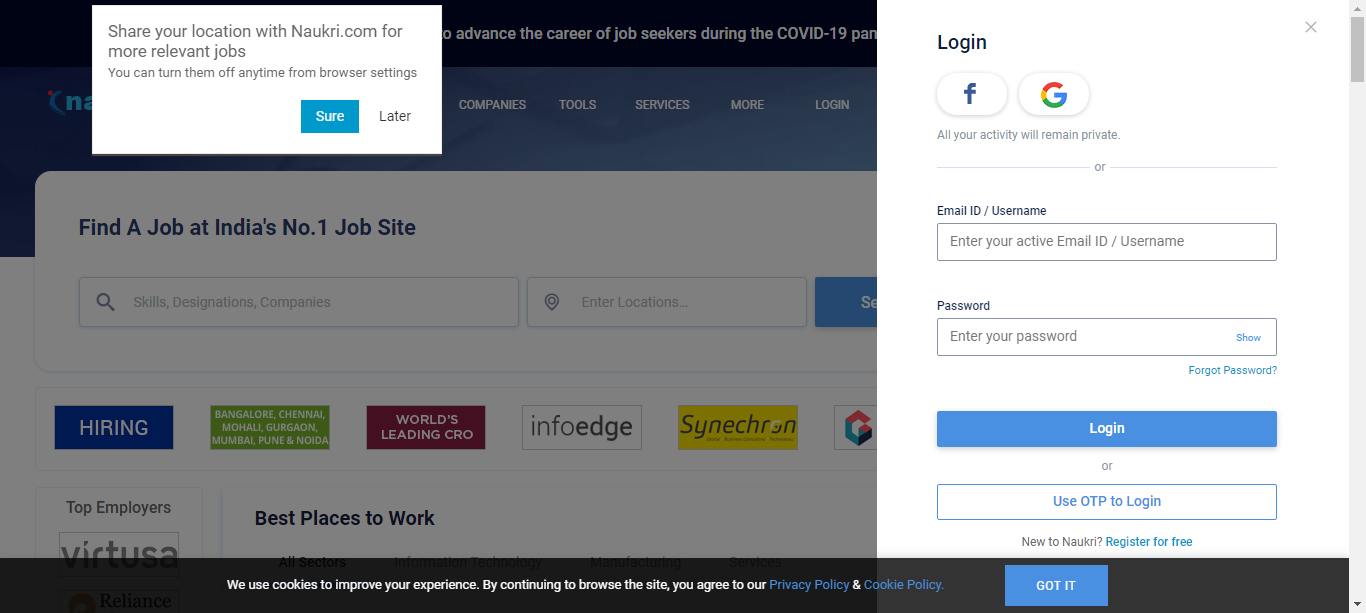 Share your location with Naukri.com for
more relevant jobs
You can turn them off anytime from browser settings
Sure
Later
to advance the career of job seekers during the COVID-19 pan
na
COMPANIES
TOOLS
SERVICES
MORE
LOGIN
Find A Job at India's No.1 Job Site
Skills, Designations, Companies
Enter Locations...
Se
HIRING
BANGALORE, CHENNAI,
MOHALI, GURGAON,
MUMBAI, PUNE & NOIDA
WORLD'S
LEADING CRO
infoedge
Synechron
Top Employers
virtusa
Reliance
Best Places to Work
All Sectors
Information Technology
Manufacturing
Services
Login
All your activity will remain private.
or
Email ID / Username
Enter your active Email ID / Username
Password
Enter your password
Show
Forgot Password?
Login
or
Use OTP to Login
New to Naukri? Register for free
We use cookies to improve your experience. By continuing to browse the site, you agree to our Privacy Policy & Cookie Policy.
GOT IT